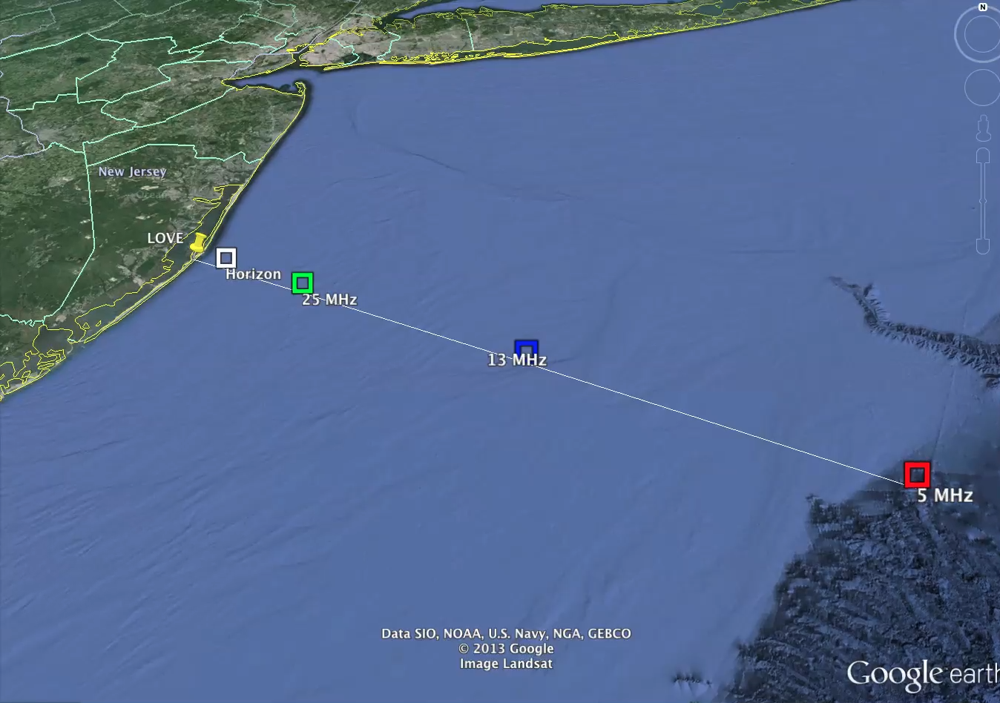 N
New Jersey
Ocean
LOVE
Horizon
25 MHz
13 MHz
5 MHz
Data SIO, NOAA, U.S. Navy, NGA, GEBCO
© 2013 Google
Image Landsat
Google earth